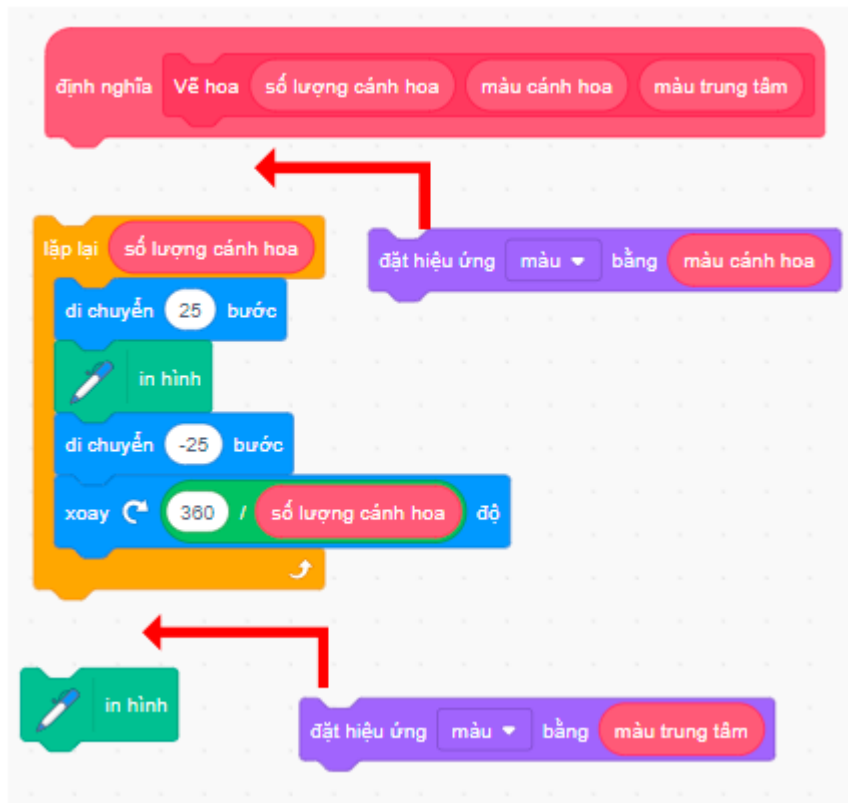 định nghĩa Vẽ hoa số lượng cánh hoa màu cánh hoa màu trung tâm
lặp lại số lượng cánh hoa
đặt hiệu ứng màu bằng màu cánh hoa
di chuyển 25 bước
in hình
di chuyển -25 bước
xoay 360 / số lượng cánh hoa độ
in hình
đặt hiệu ứng màu bằng màu trung tâm